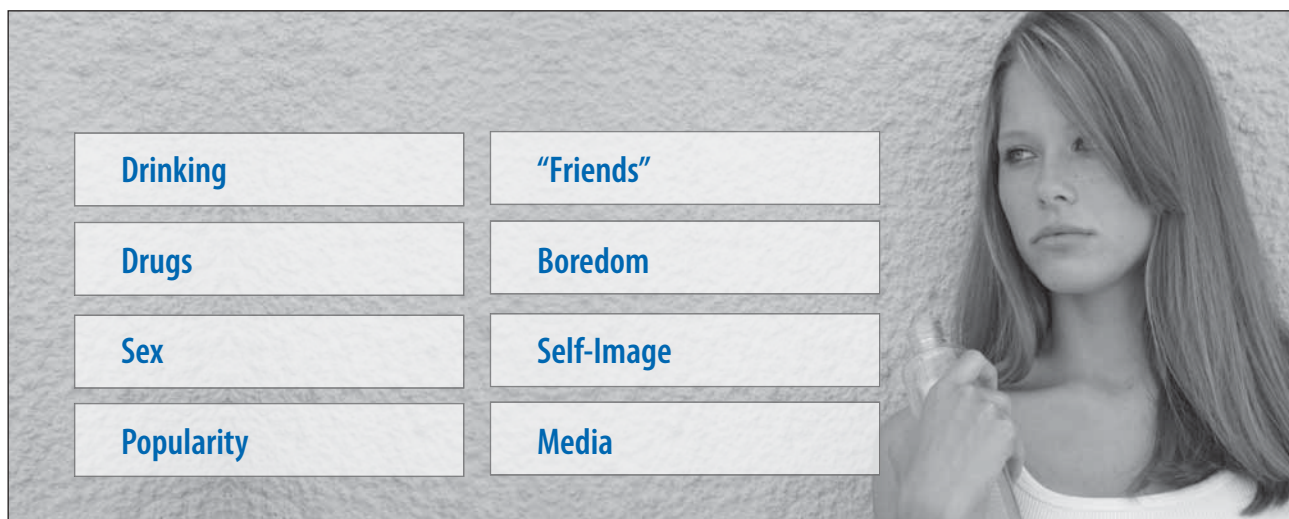 Drinking
Drugs
Sex
Popularity
“Friends”
Boredom
Self-Image
Media